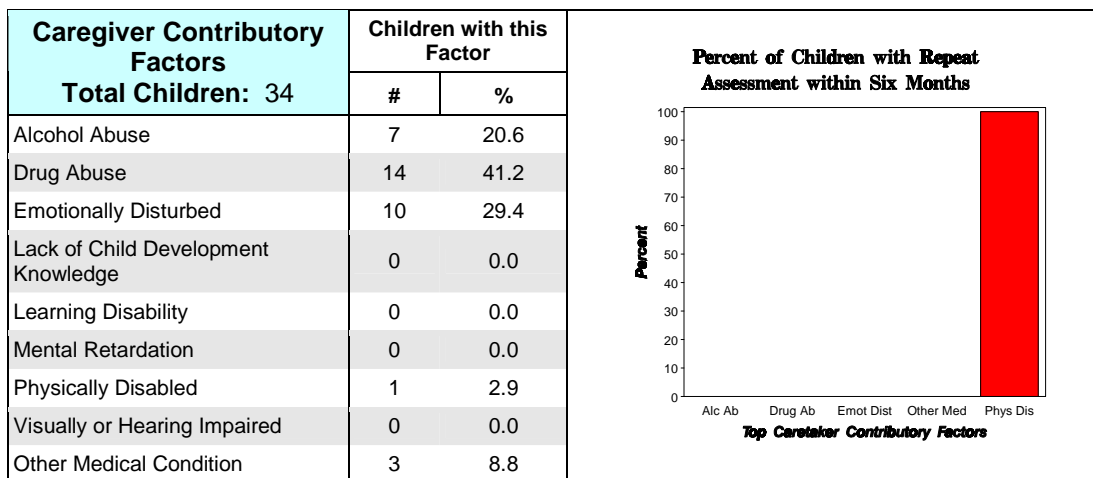 Caregiver Contributory
Factors
Total Children: 34
Children with this
Factor
# %
Alcohol Abuse 7 20.6
Drug Abuse 14 41.2
Emotionally Disturbed 10 29.4
Lack of Child Development
Knowledge 0 0.0
Learning Disability 0 0.0
Mental Retardation 0 0.0
Physically Disabled 1 2.9
Visually or Hearing Impaired 0 0.0
Other Medical Condition 3 8.8
Percent of Children with Repeat
Assessment within Six Months
Percent
100
90
80
70
60
50
40
30
20
10
0
Alc Ab Drug Ab Emot Dist Other Med Phys Dis
Top Caretaker Contributory Factors